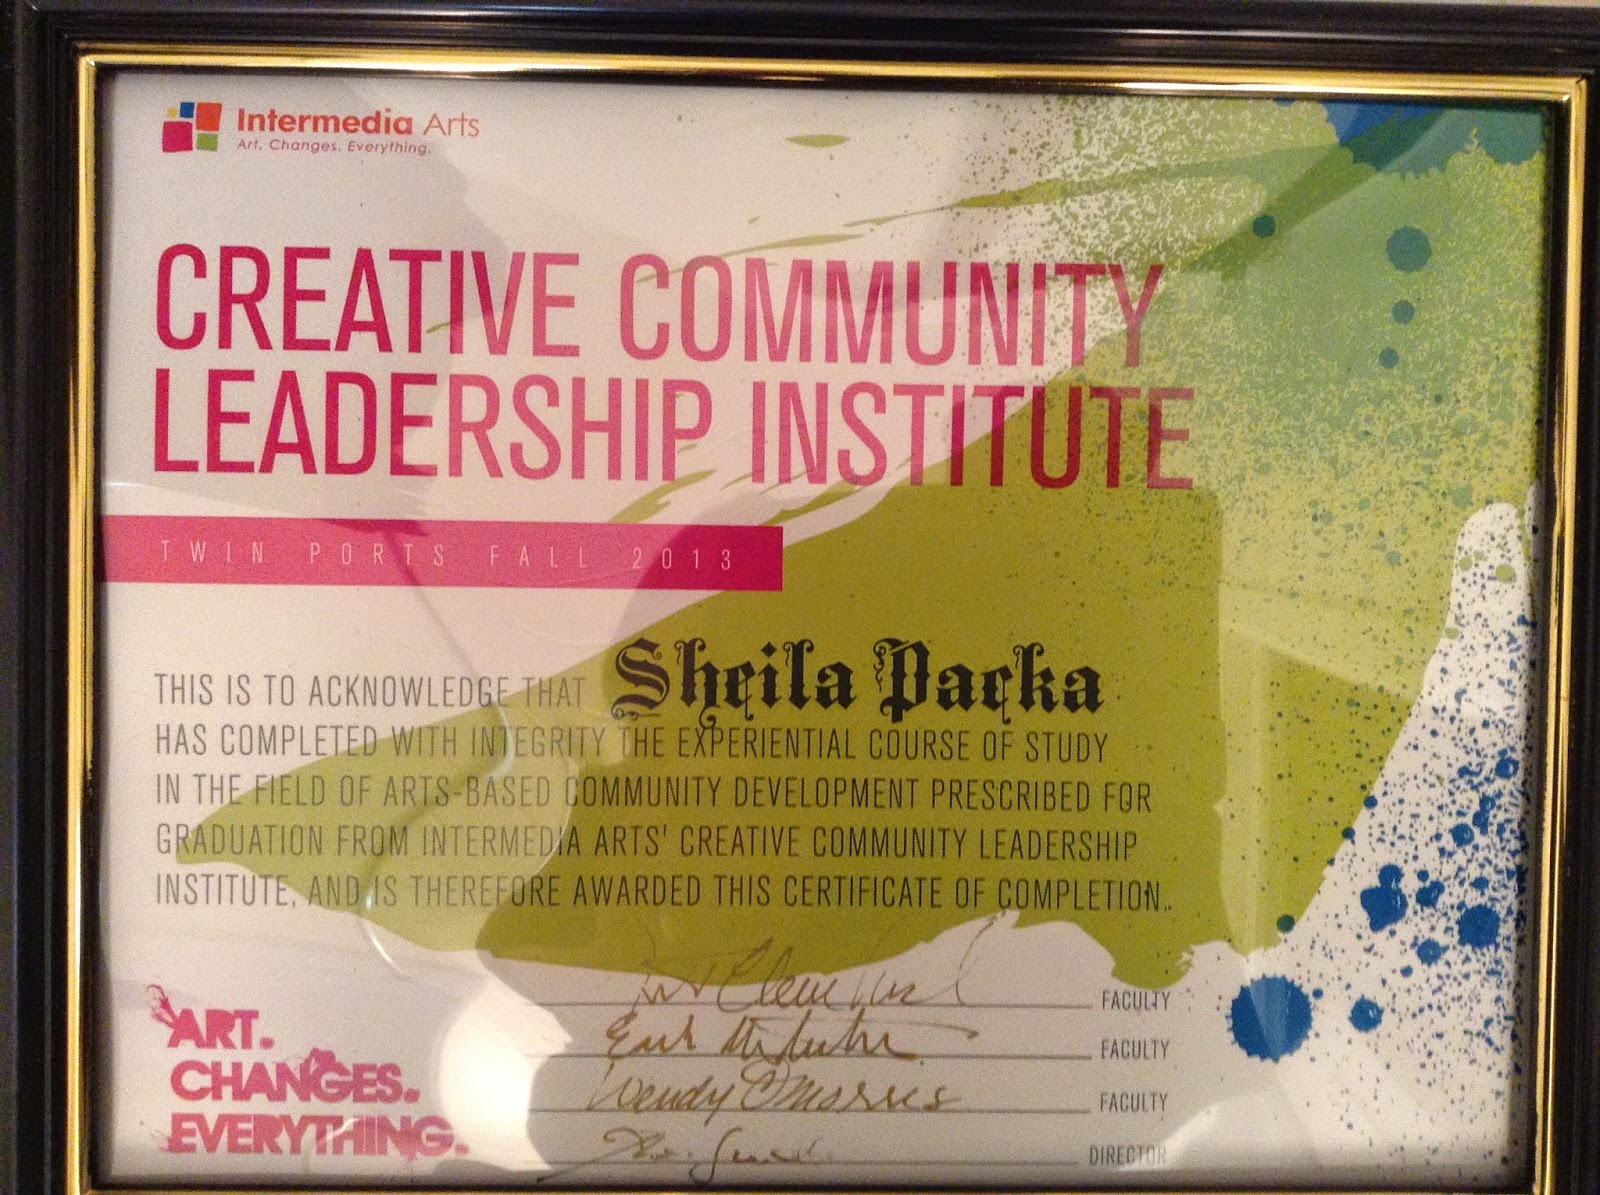 Intermedia Arts
Art. Changes. Everything.
CREATIVE COMMUNITY
LEADERSHIP INSTITUTE
TWIN PORTS FALL 2013
THIS IS TO ACKNOWLEDGE THAT Sheila Packa
HAS COMPLETED WITH INTEGRITY THE EXPERIENTIAL COURSE OF STUDY
IN THE FIELD OF ARTS-BASED COMMUNITY DEVELOPMENT PRESCRIBED FOR
GRADUATION FROM INTERMEDIA ARTS' CREATIVE COMMUNITY LEADERSHIP
INSTITUTE, AND IS THEREFORE AWARDED THIS CERTIFICATE OF COMPLETION.
FACULTY
FACULTY
Wendy Morris FACULTY
DIRECTOR
ART.
CHANGES.
EVERYTHING.